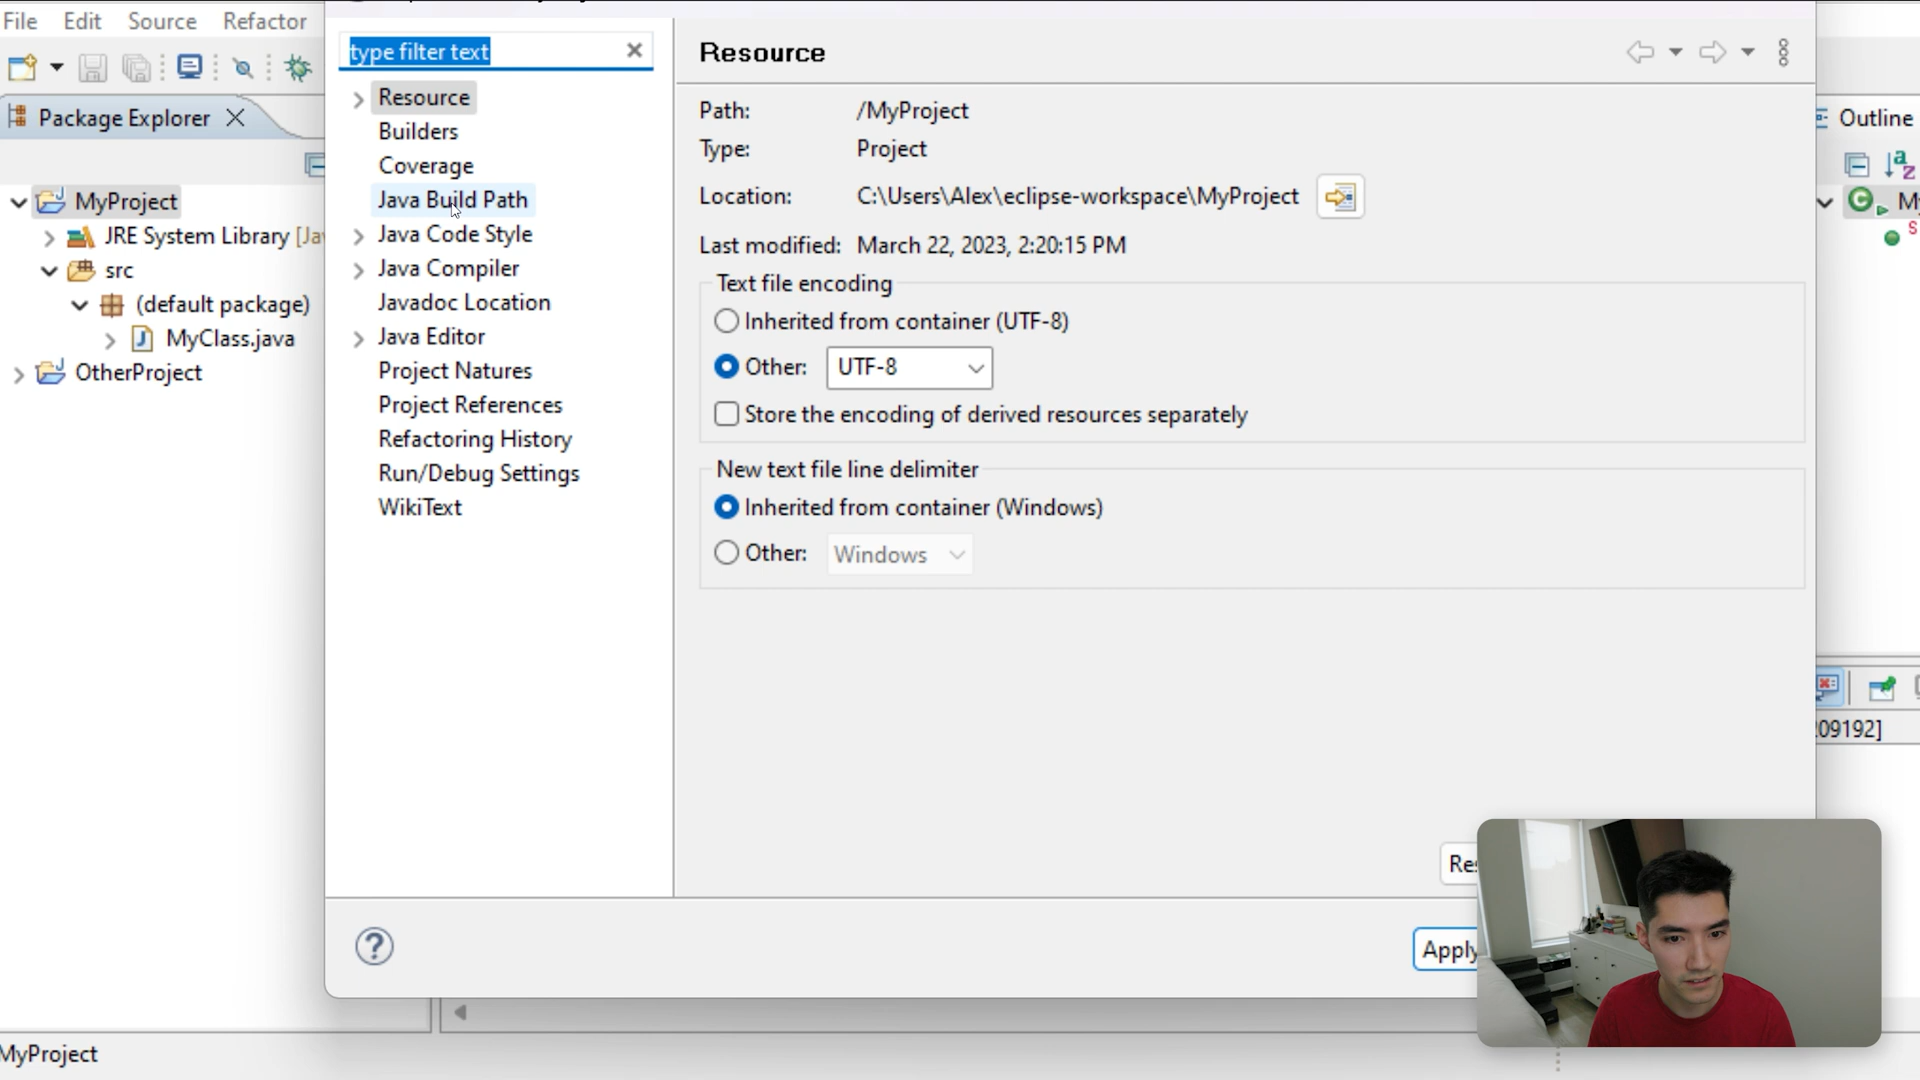 File Edit Source Refactor
Package Explorer
MyProject
JRE System Library [Ja
src
(default package)
MyClass.java
OtherProject
MyProject
type filter text
Resource
Builders
Coverage
Java Build Path
Java Code Style
Java Compiler
Javadoc Location
Java Editor
Project Natures
Project References
Refactoring History
Run/Debug Settings
WikiText
Resource
Path: /MyProject
Type: Project
Location: C:\Users\Alex\eclipse-workspace\MyProject
Last modified: March 22, 2023, 2:20:15 PM
Text file encoding
Inherited from container (UTF-8)
Other: UTF-8
Store the encoding of derived resources separately
New text file line delimiter
Inherited from container (Windows)
Other: Windows
Res
Apply
Outline
M
09192]